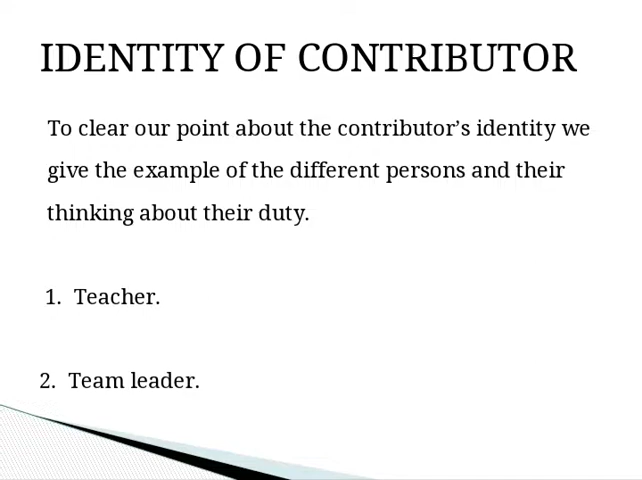 IDENTITY OF CONTRIBUTOR
To clear our point about the contributor’s identity we
give the example of the different persons and their
thinking about their duty.
1. Teacher.
2. Team leader.